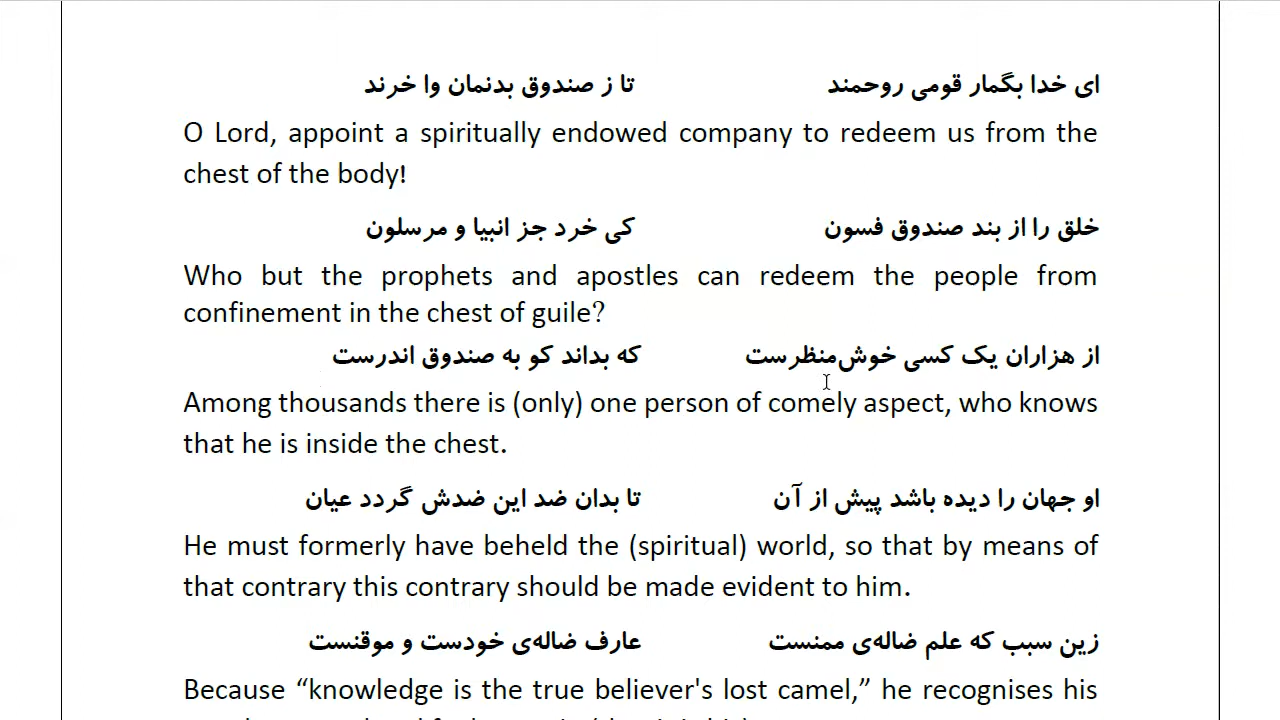 ای خدا بگمار قومی روحمند تا ز صندوق بدنمان وا خرند
O Lord, appoint a spiritually endowed company to redeem us from the
chest of the body!
خلق را از بند صندوق فسون کی خرد جز انبیا و مرسلون
Who but the prophets and apostles can redeem the people from
confinement in the chest of guile?
از هزاران یک کسی خوش‌منظرست که بداند کو به صندوق اندرست
Among thousands there is (only) one person of comely aspect, who knows
that he is inside the chest.
او جهان را دیده باشد پیش از آن تا بدان ضد این ضدش گردد عیان
He must formerly have beheld the (spiritual) world, so that by means of
that contrary this contrary should be made evident to him.
زین سبب که علم ضاله‌ی ممنست عارف ضاله‌ی خودست و موقنست
Because “knowledge is the true believer's lost camel,” he recognises his